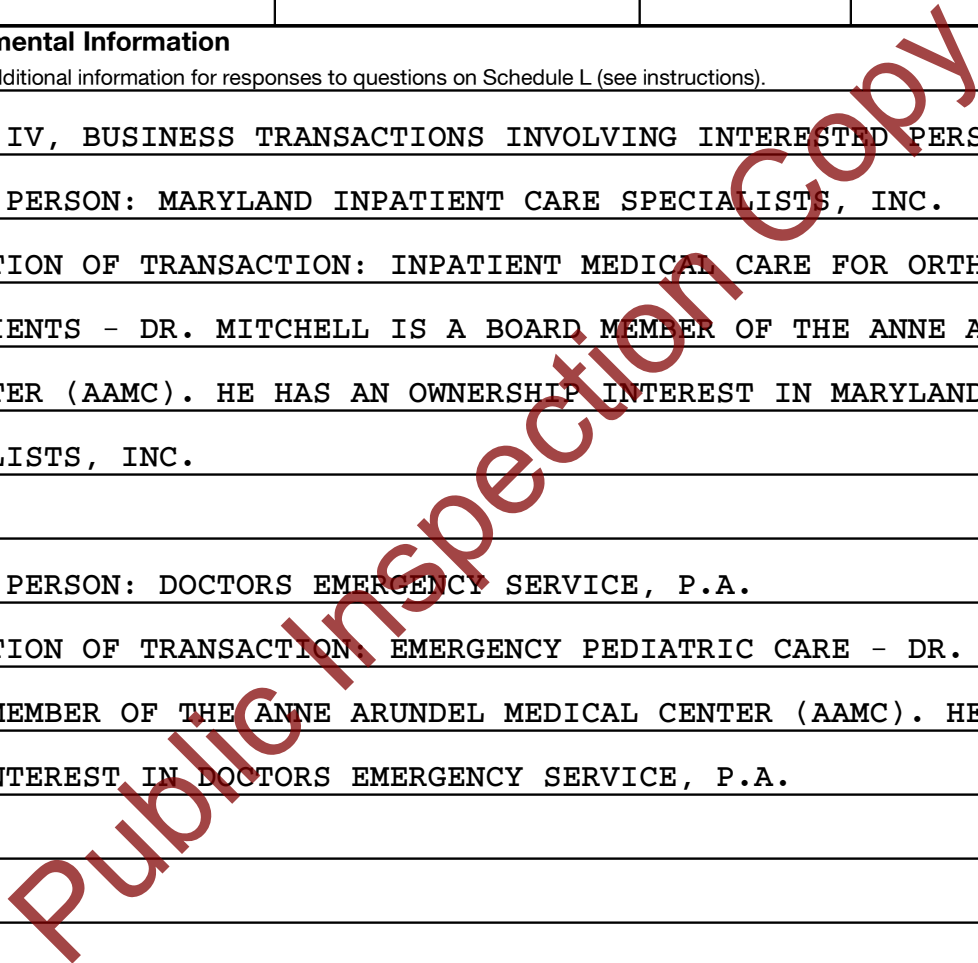 mental Information
dditional information for responses to questions on Schedule L (see instructions).
IV, BUSINESS TRANSACTIONS INVOLVING INTERESTED PERS
PERSON: MARYLAND INPATIENT CARE SPECIALISTS, INC.
TION OF TRANSACTION: INPATIENT MEDICAL CARE FOR ORTH
IENTS - DR. MITCHELL IS A BOARD MEMBER OF THE ANNE A
TER (AAMC). HE HAS AN OWNERSHIP INTEREST IN MARYLAND
LISTS, INC.
PERSON: DOCTORS EMERGENCY SERVICE, P.A.
TION OF TRANSACTION: EMERGENCY PEDIATRIC CARE - DR.
MEMBER OF THE ANNE ARUNDEL MEDICAL CENTER (AAMC). HE
NTEREST IN DOCTORS EMERGENCY SERVICE, P.A.
Public Inspection Copy